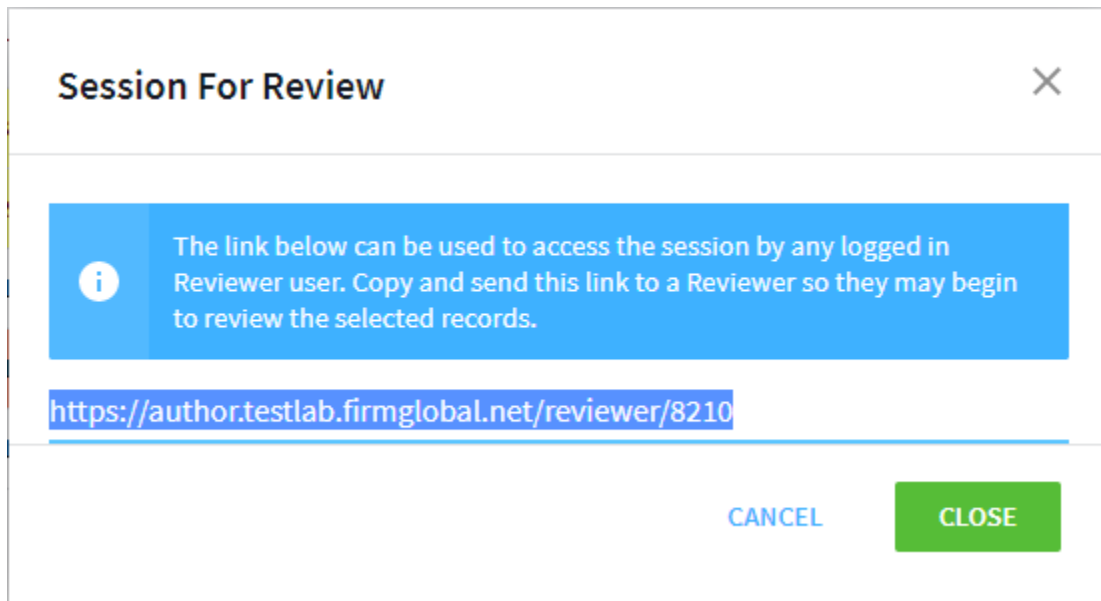 Session For Review
The link below can be used to access the session by any logged in
Reviewer user. Copy and send this link to a Reviewer so they may begin
to review the selected records.
https://author.testlab.firmglobal.net/reviewer/8210
CANCEL
CLOSE